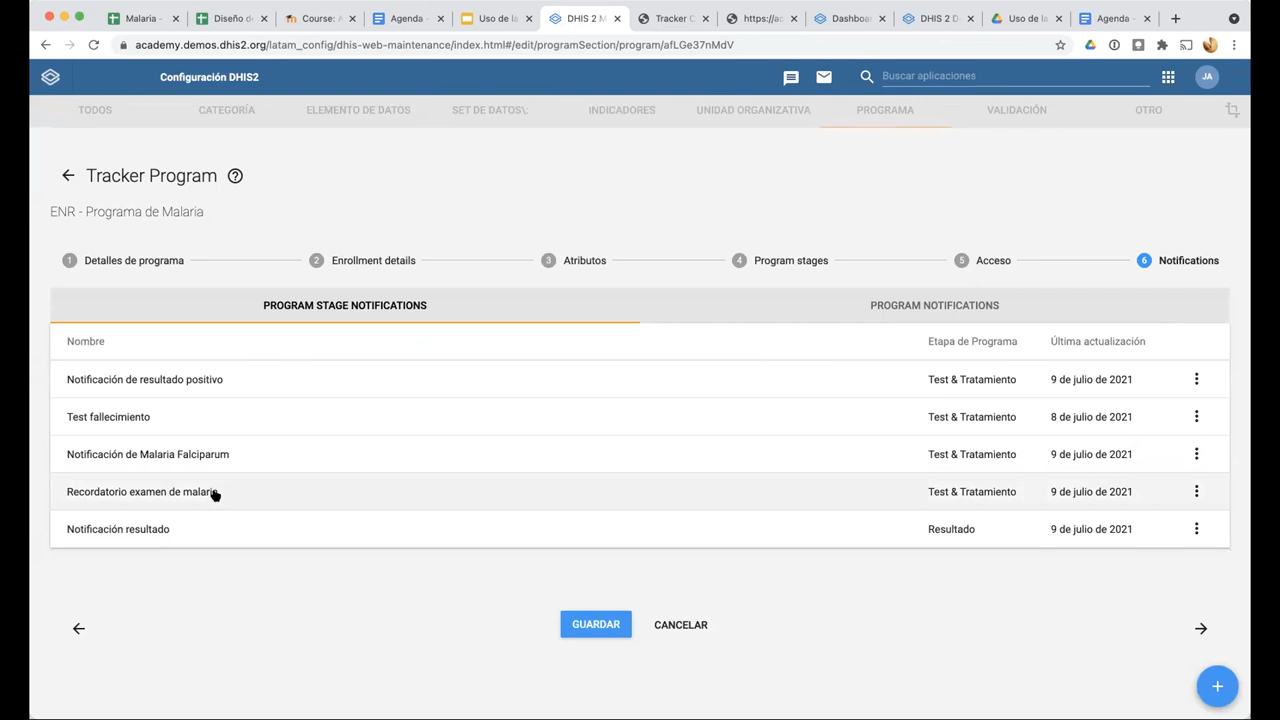 Malaria -
Diseño de
Course: A
Agenda -
Uso de la
DHIS 2 M
Tracker C
https://ac
Dashboa
DHIS 2 D
Uso de la
Agenda -
academy.demos.dhis2.org/latam_config/dhis-web-maintenance/index.html#/edit/programSection/program/afLGe37nMdV
Configuración DHIS2
Buscar aplicaciones
JA
TODOS
CATEGORÍA
ELEMENTO DE DATOS
SET DE DATOS\:
INDICADORES
UNIDAD ORGANIZATIVA
PROGRAMA
VALIDACIÓN
OTRO
Tracker Program
ENR - Programa de Malaria
1 Detalles de programa
2 Enrollment details
3 Atributos
4 Program stages
5 Acceso
6 Notifications
PROGRAM STAGE NOTIFICATIONS
PROGRAM NOTIFICATIONS
Nombre Etapa de Programa Última actualización
Notificación de resultado positivo Test & Tratamiento 9 de julio de 2021
Test fallecimiento Test & Tratamiento 8 de julio de 2021
Notificación de Malaria Falciparum Test & Tratamiento 9 de julio de 2021
Recordatorio examen de malaria Test & Tratamiento 9 de julio de 2021
Notificación resultado Resultado 9 de julio de 2021
GUARDAR
CANCELAR